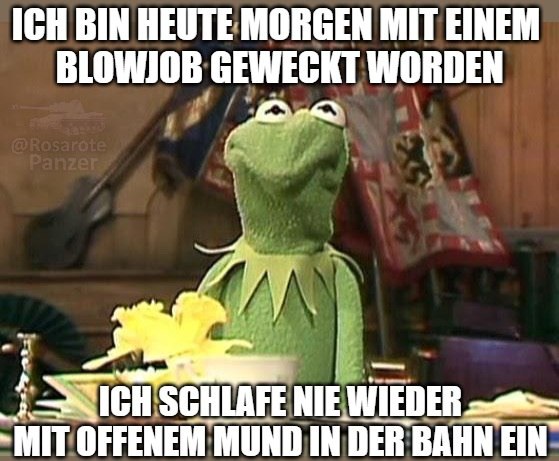 ICH BIN HEUTE MORGEN MIT EINEM
BLOWJOB GEWECKT WORDEN
@Rosarote
Panzer
ICH SCHLAFE NIE WIEDER
MIT OFFENEM MUND IN DER BAHN EIN